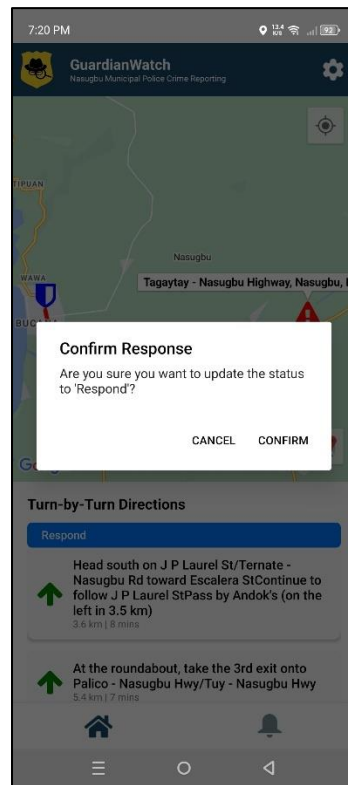 7:20 PM
12.4
K/S
92
GuardianWatch
Nasugbu Municipal Police Crime Reporting
TIPUAN
Nasugbu
WAWA
Tagaytay - Nasugbu Highway, Nasugbu,
Confirm Response
Are you sure you want to update the status
to 'Respond'?
CANCEL CONFIRM
Turn-by-Turn Directions
Respond
Head south on J P Laurel St/Ternate -
Nasugbu Rd toward Escalera StContinue to
follow J P Laurel StPass by Andok's (on the
left in 3.5 km)
3.6 km | 8 mins
At the roundabout, take the 3rd exit onto
Palico - Nasugbu Hwy/Tuy - Nasugbu Hwy
5.4 km | 7 mins